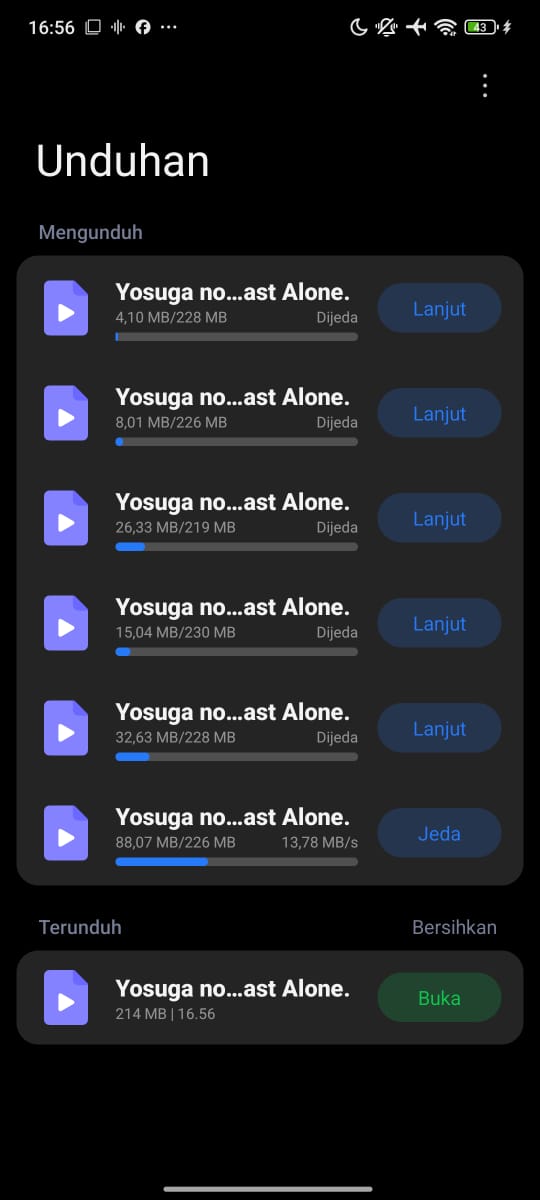 16:56
43
Unduhan
Mengunduh
Yosuga no...ast Alone.
4,10 MB/228 MB Dijeda
Lanjut
Yosuga no...ast Alone.
8,01 MB/226 MB Dijeda
Lanjut
Yosuga no...ast Alone.
26,33 MB/219 MB Dijeda
Lanjut
Yosuga no...ast Alone.
15,04 MB/230 MB Dijeda
Lanjut
Yosuga no...ast Alone.
32,63 MB/228 MB Dijeda
Lanjut
Yosuga no...ast Alone.
88,07 MB/226 MB 13,78 MB/s
Jeda
Terunduh Bersihkan
Yosuga no...ast Alone.
214 MB | 16.56
Buka